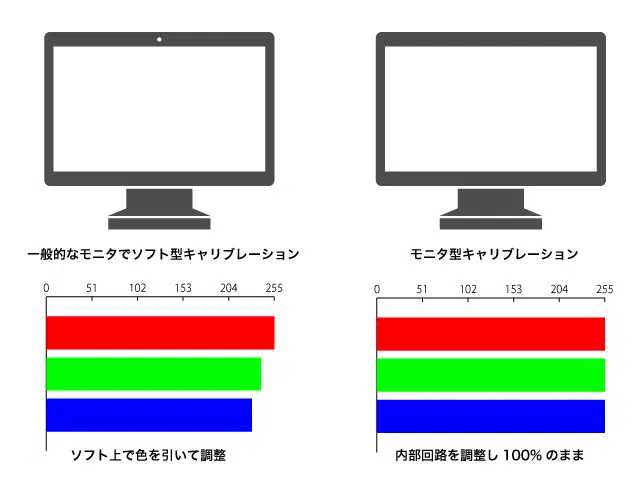 一般的なモニタでソフト型キャリブレーション
モニタ型キャリブレーション
0 51 102 153 204 255
0 51 102 153 204 255
ソフト上で色を引いて調整
内部回路を調整し 100% のまま